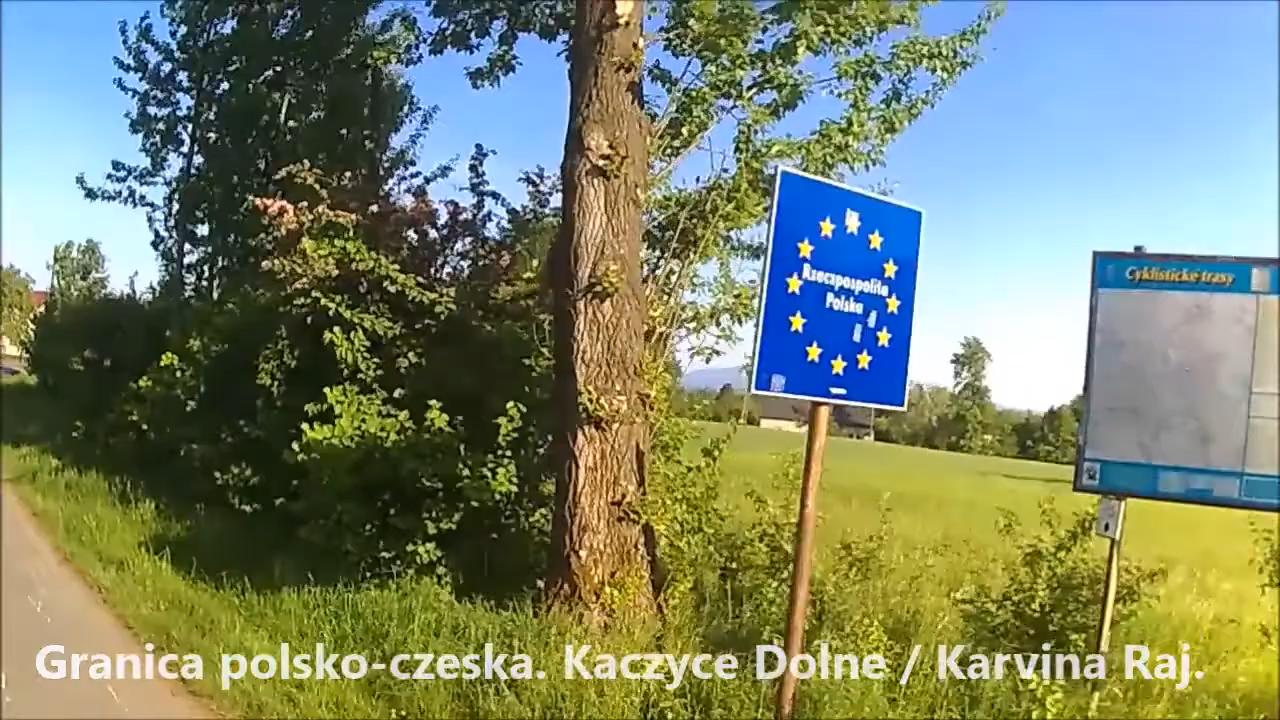 Rzeczpospolita
Polska
Cyklistické trasy
Granica polsko-czeska. Kaczyce Dolne / Karvina Raj.